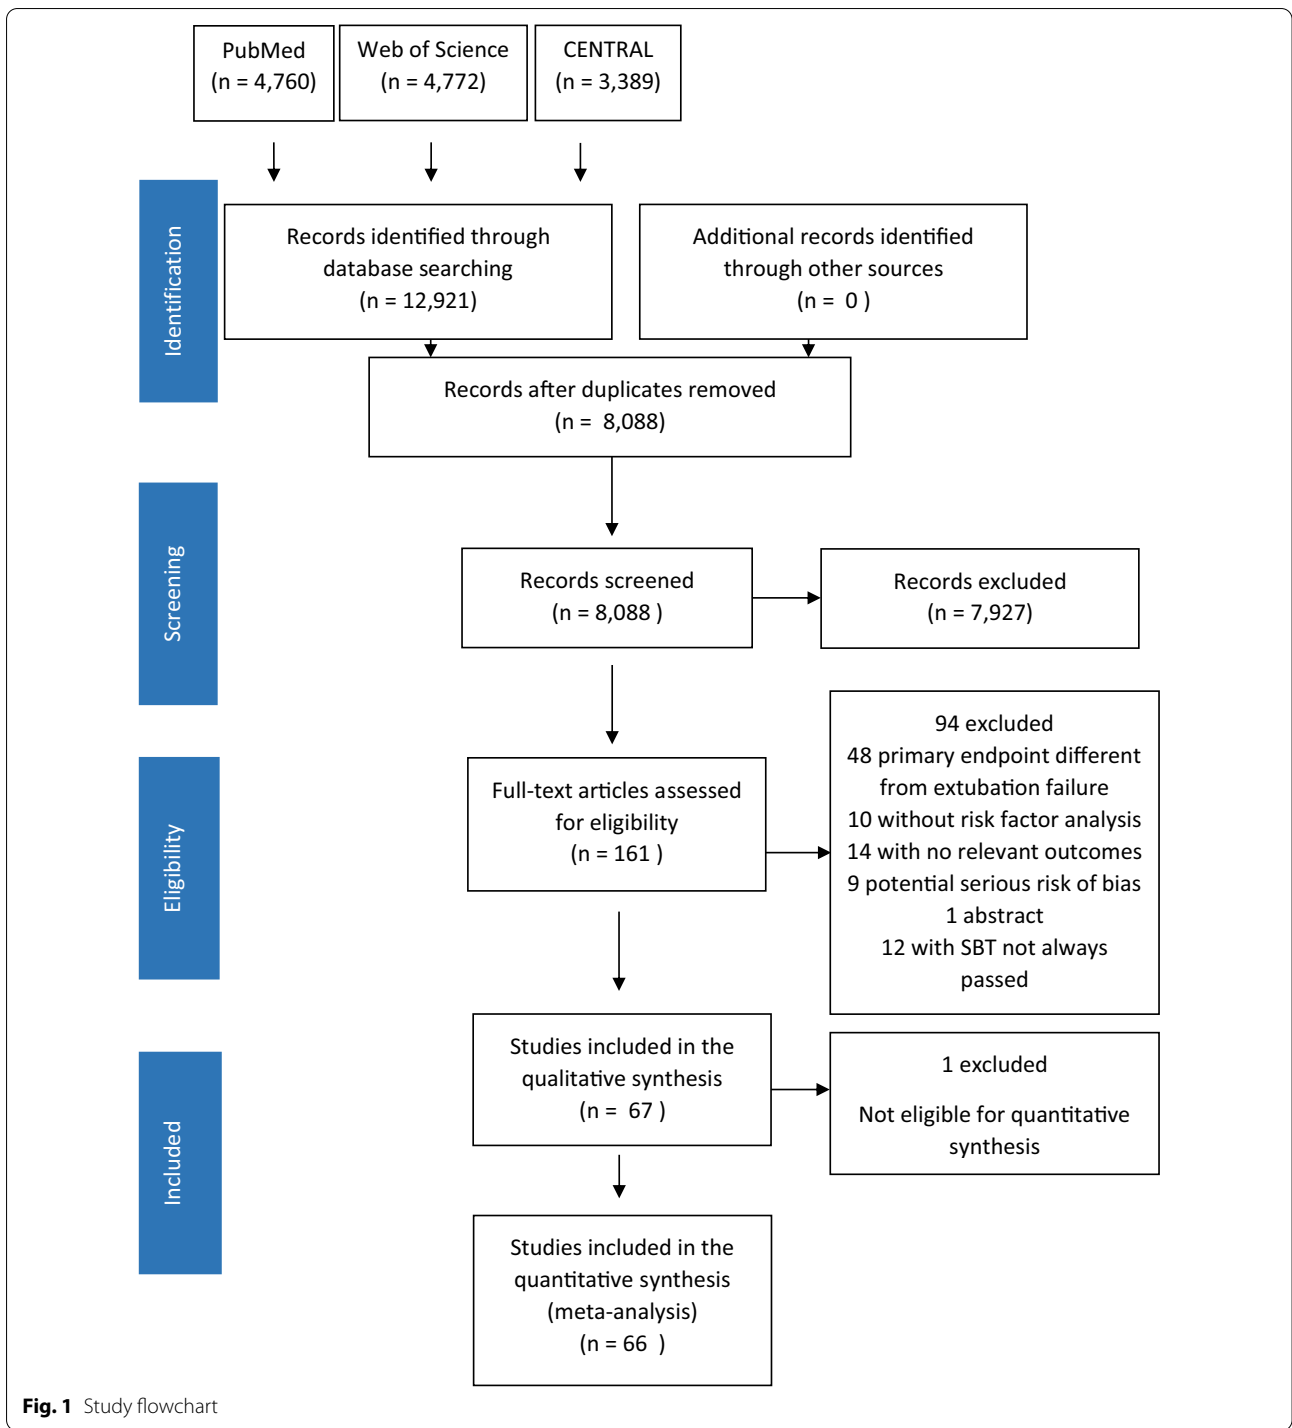 PubMed
(n = 4,760)
Web of Science
(n = 4,772)
CENTRAL
(n = 3,389)
Identification
Records identified through
database searching
(n = 12,921)
Additional records identified
through other sources
(n = 0 )
Records after duplicates removed
(n = 8,088)
Screening
Records screened
(n = 8,088 )
Records excluded
(n = 7,927)
Eligibility
Full-text articles assessed
for eligibility
(n = 161 )
94 excluded
48 primary endpoint different
from extubation failure
10 without risk factor analysis
14 with no relevant outcomes
9 potential serious risk of bias
1 abstract
12 with SBT not always
passed
Included
Studies included in the
qualitative synthesis
(n = 67 )
1 excluded
Not eligible for quantitative
synthesis
Studies included in the
quantitative synthesis
(meta-analysis)
(n = 66 )
Fig. 1 Study flowchart